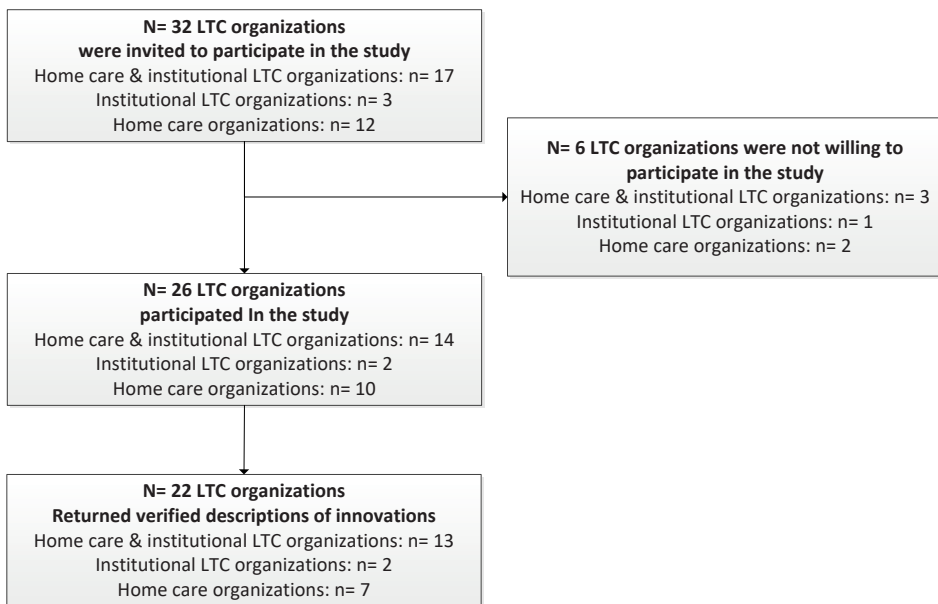 N= 32 LTC organizations
were invited to participate in the study
Home care & institutional LTC organizations: n= 17
Institutional LTC organizations: n= 3
Home care organizations: n= 12
N= 6 LTC organizations were not willing to
participate in the study
Home care & institutional LTC organizations: n= 3
Institutional LTC organizations: n= 1
Home care organizations: n= 2
N= 26 LTC organizations
participated In the study
Home care & institutional LTC organizations: n= 14
Institutional LTC organizations: n= 2
Home care organizations: n= 10
N= 22 LTC organizations
Returned verified descriptions of innovations
Home care & institutional LTC organizations: n= 13
Institutional LTC organizations: n= 2
Home care organizations: n= 7